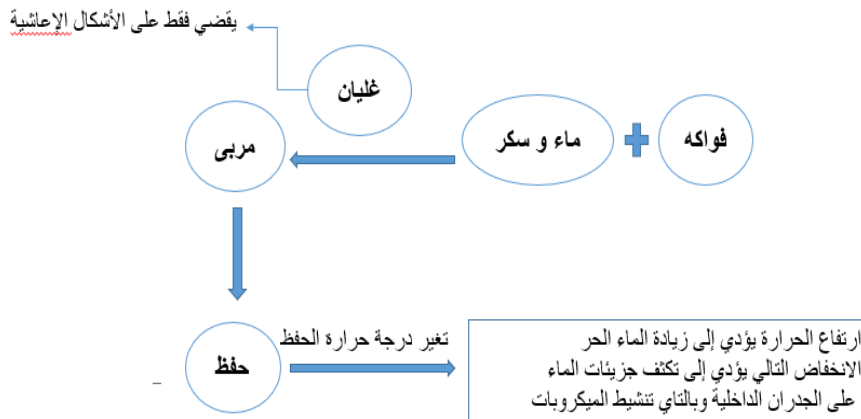 يقضي فقط على الأشكال الإعاشية
غليان
فواكه
ماء و سكر
مربى
حفظ
تغير درجة حرارة الحفظ
ارتفاع الحرارة يؤدي إلى زيادة الماء الحر
الانخفاض التالي يؤدي إلى تكثف جزيئات الماء
على الجدران الداخلية وبالتاي تنشيط الميكروبات